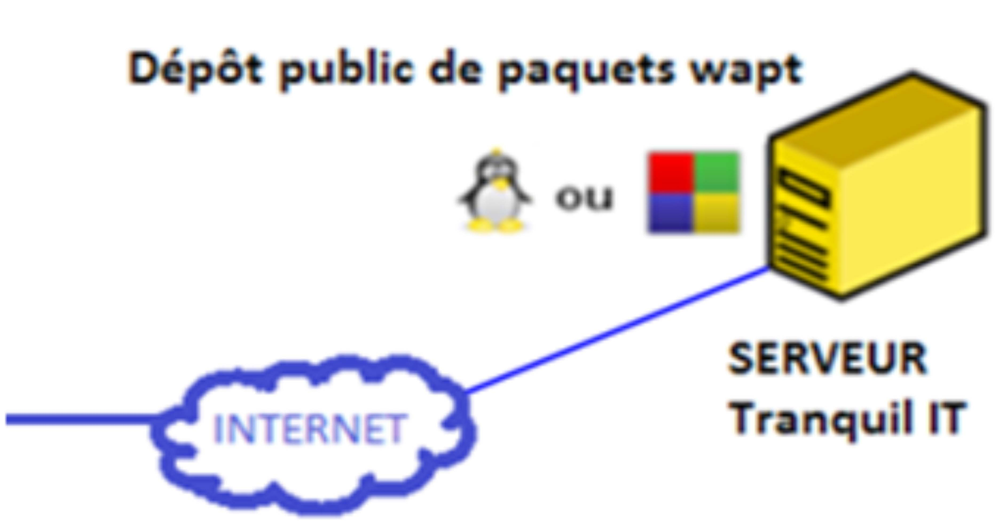 Dépôt public de paquets wapt
ou
SERVEUR
Tranquil IT
INTERNET